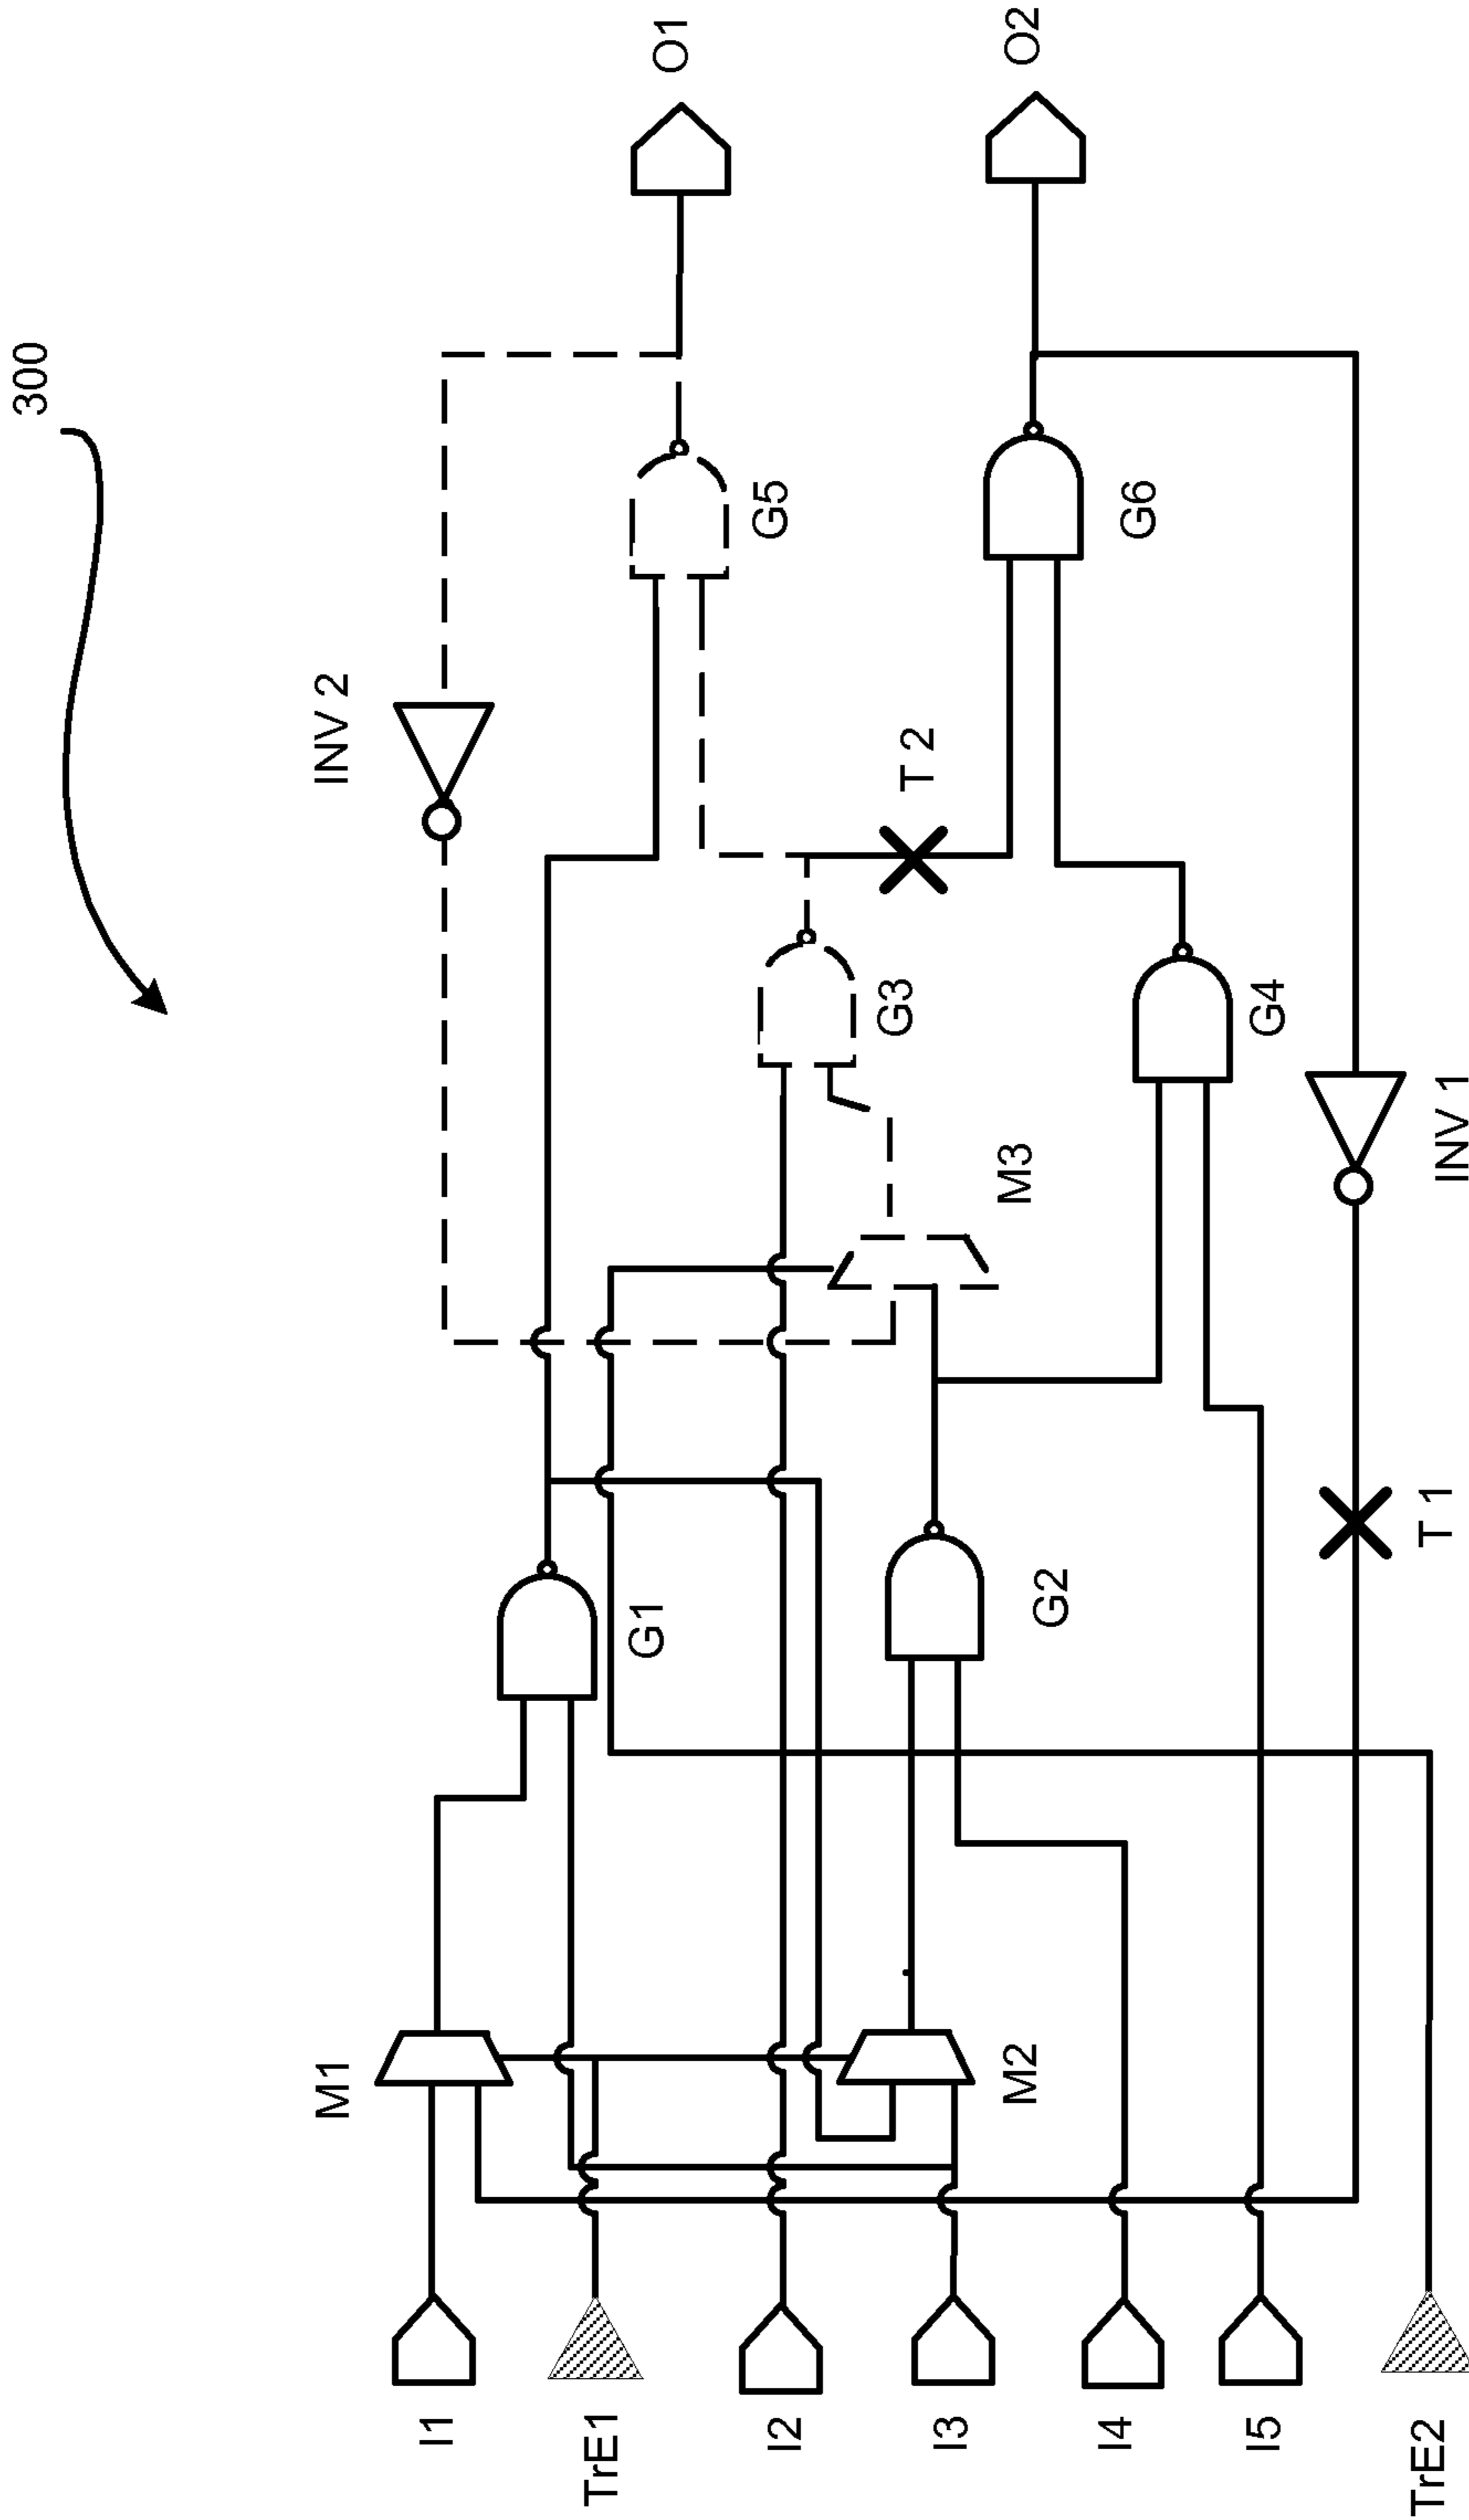 300
O1
O2
INV 2
G5
G6
T 2
G3
G4
M3
INV 1
G1
G2
T 1
M1
M2
I1
TrE1
I2
I3
I4
I5
TrE2